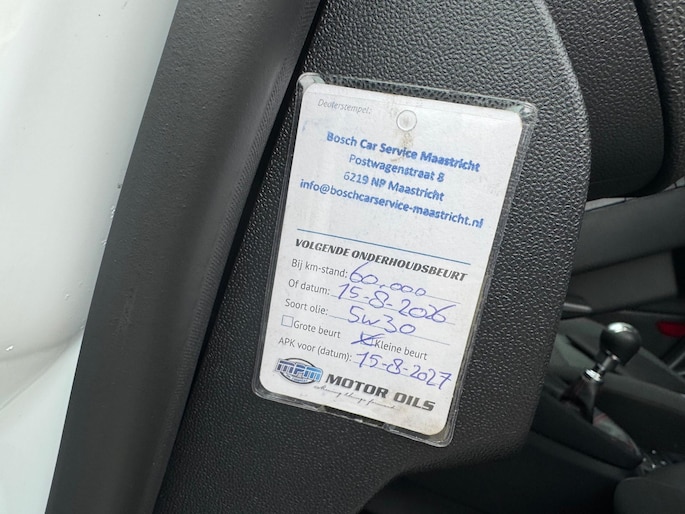 Dealerstempel:
Bosch Car Service Maastricht
Postwagenstraat 8
6219 NP Maastricht
info@boschcarservice-maastricht.nl
VOLGENDE ONDERHOUDSBEURT
Bij km-stand: 60.000
Of datum: 15-8-2026
Soort olie: 5w30
Grote beurt Kleine beurt
APK voor (datum): 15-8-2027
mpm MOTOR OILS